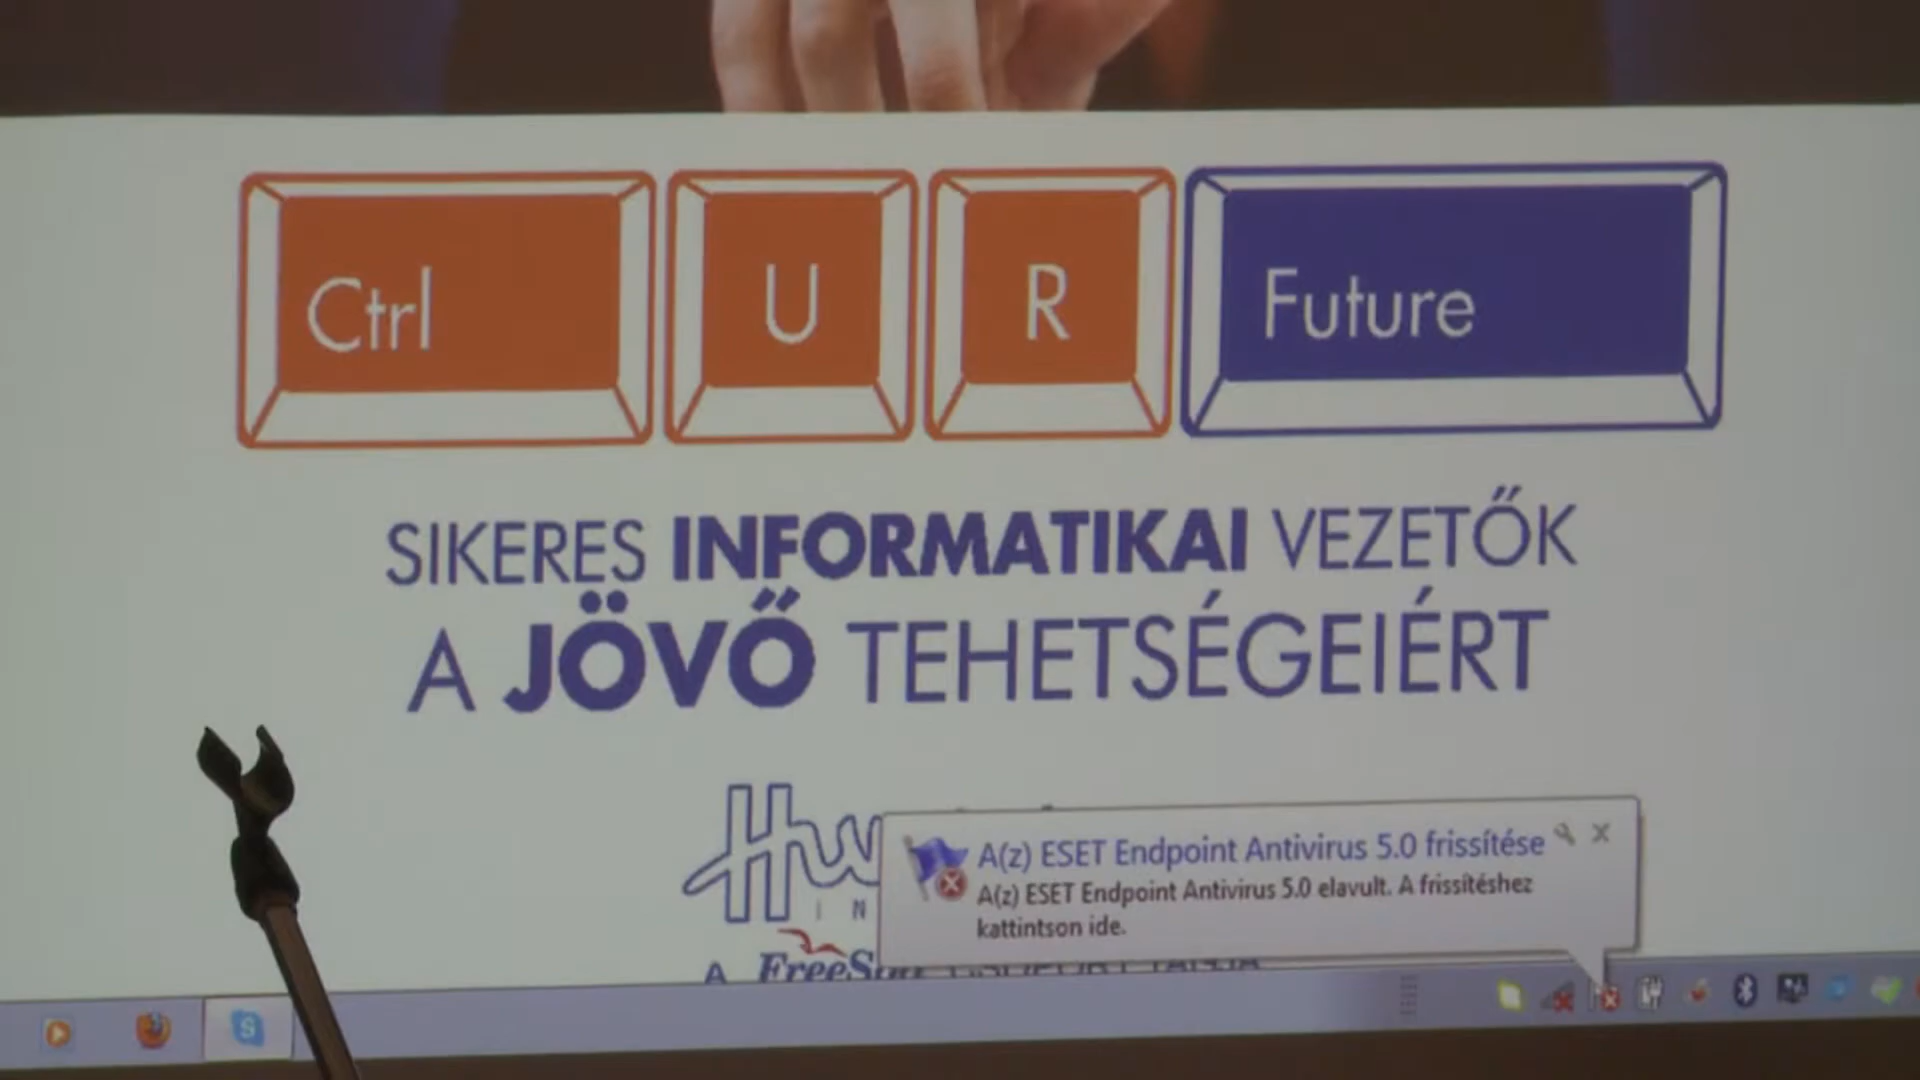 Ctrl U R Future
SIKERES INFORMATIKAI VEZETŐK
A JÖVŐ TEHETSÉGEIÉRT
A(z) ESET Endpoint Antivirus 5.0 frissítése
A(z) ESET Endpoint Antivirus 5.0 elavult. A frissítéshez
kattintson ide.
A